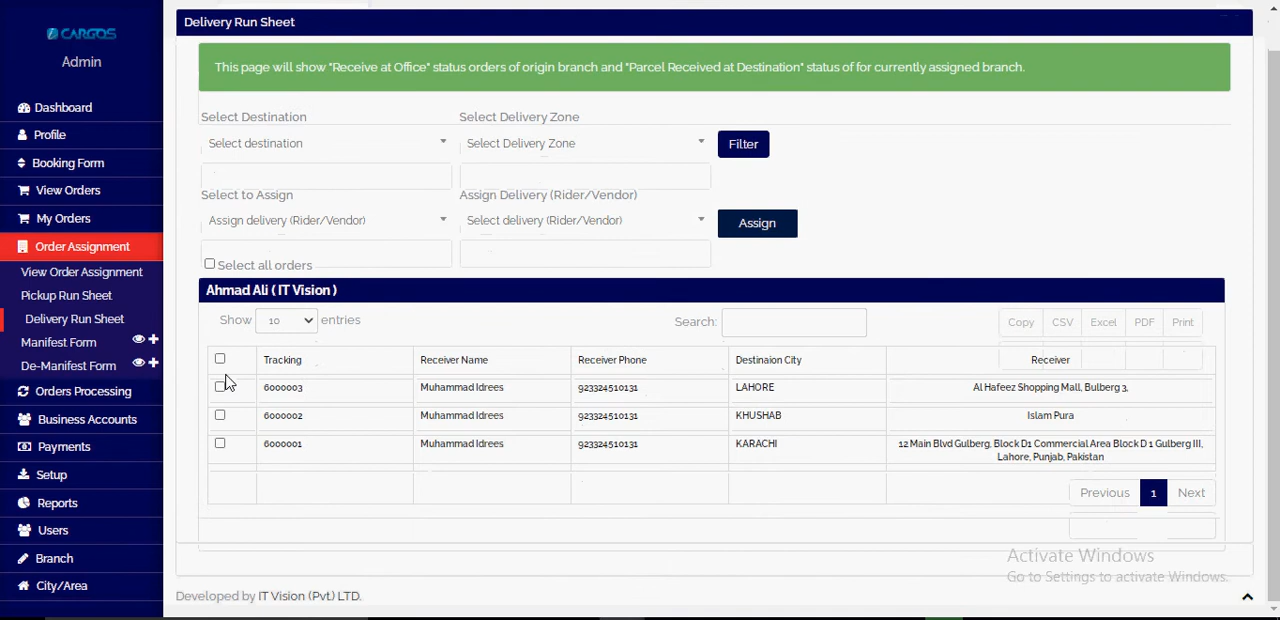 Delivery Run Sheet
CARGOS
Admin
This page will show "Receive at Office" status orders of origin branch and "Parcel Received at Destination" status of for currently assigned branch.
Dashboard
Profile
Booking Form
View Orders
My Orders
Order Assignment
View Order Assignment
Pickup Run Sheet
Delivery Run Sheet
Manifest Form
De-Manifest Form
Orders Processing
Business Accounts
Payments
Setup
Reports
Users
Branch
City/Area
Select Destination Select Delivery Zone
Select destination Select Delivery Zone Filter
Select to Assign Assign Delivery (Rider/Vendor)
Assign delivery (Rider/Vendor) Select delivery (Rider/Vendor) Assign
Select all orders
Ahmad Ali ( IT Vision )
Show 10 entries Search: Copy CSV Excel PDF Print
Tracking Receiver Name Receiver Phone Destinaion City Receiver
6000003 Muhammad Idrees 923324510131 LAHORE Al Hafeez Shopping Mall, Bulberg 3,
6000002 Muhammad Idrees 923324510131 KHUSHAB Islam Pura
6000001 Muhammad Idrees 923324510131 KARACHI 12 Main Blvd Gulberg, Block D1 Commercial Area Block D 1 Gulberg III,
Lahore, Punjab, Pakistan
Previous 1 Next
Activate Windows
Go to Settings to activate Windows.
Developed by IT Vision (Pvt.) LTD.